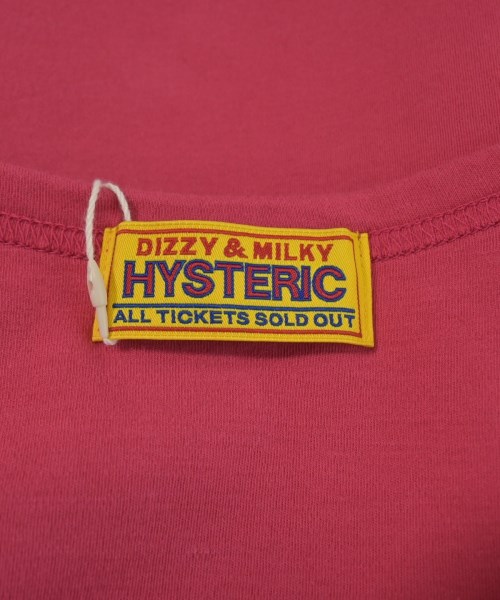 DIZZY & MILKY
HYSTERIC
ALL TICKETS SOLD OUT